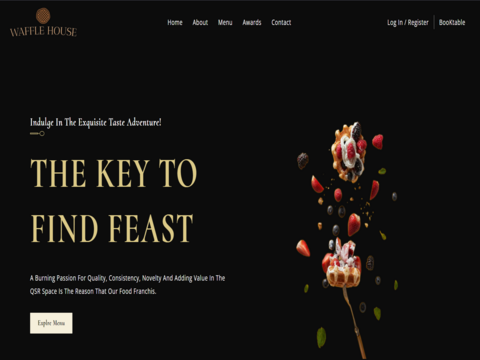 WAFFLE HOUSE
Home About Menu Awards Contact
Log In / Register BooKtable
Indulge In The Exquisite Taste Adventure!
THE KEY TO
FIND FEAST
A Burning Passion For Quality, Consistency, Novelty And Adding Value In The
QSR Space Is The Reason That Our Food Franchis.
Explre Menu